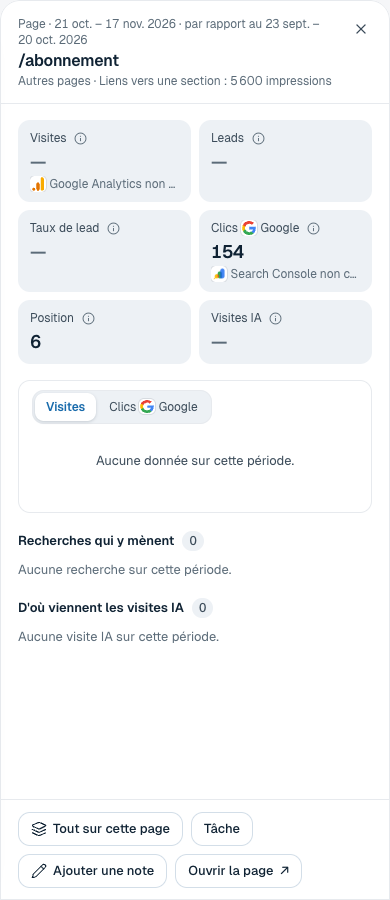 Page · 21 oct. – 17 nov. 2026 · par rapport au 23 sept. –
20 oct. 2026
/abonnement
Autres pages · Liens vers une section : 5 600 impressions
Visites
—
Google Analytics non ...
Leads
—
Taux de lead
—
Clics Google
154
Search Console non c...
Position
6
Visites IA
—
Visites
Clics Google
Aucune donnée sur cette période.
Recherches qui y mènent 0
Aucune recherche sur cette période.
D'où viennent les visites IA 0
Aucune visite IA sur cette période.
Tout sur cette page
Tâche
Ajouter une note
Ouvrir la page